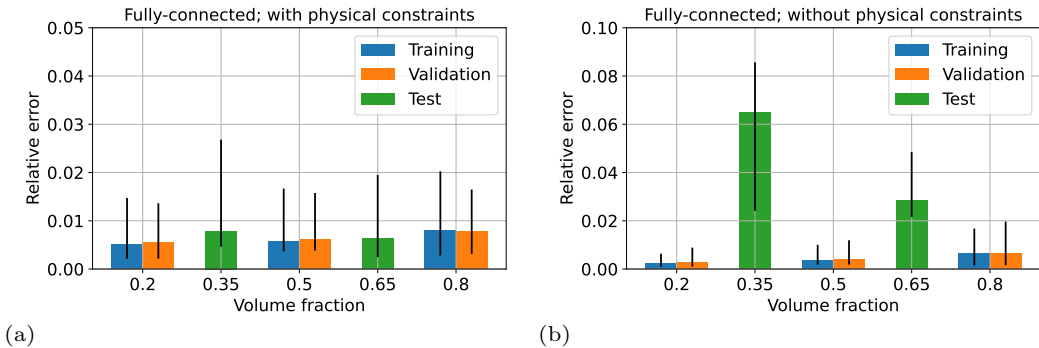 Fully-connected; with physical constraints
0.05
0.04
0.03
0.02
0.01
0.00
Relative error
Training
Validation
Test
0.2 0.35 0.5 0.65 0.8
Volume fraction
(a)
Fully-connected; without physical constraints
0.10
0.08
0.06
0.04
0.02
0.00
Relative error
Training
Validation
Test
0.2 0.35 0.5 0.65 0.8
Volume fraction
(b)